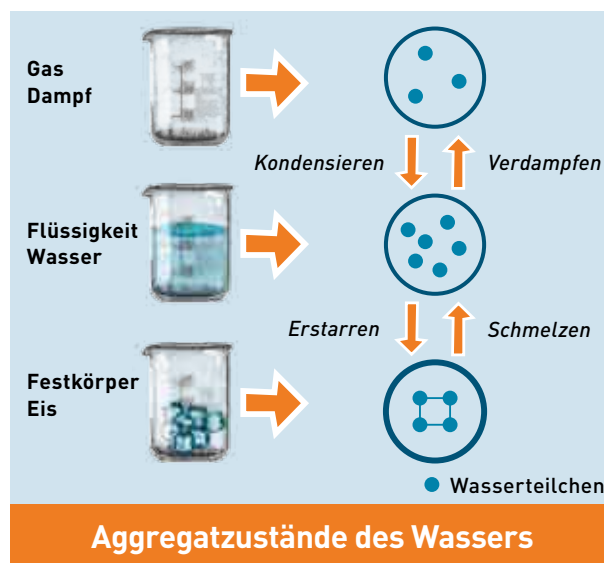 Gas
Dampf
Kondensieren
Verdampfen
Flüssigkeit
Wasser
Erstarren
Schmelzen
Festkörper
Eis
Wasserteilchen
Aggregatzustände des Wassers